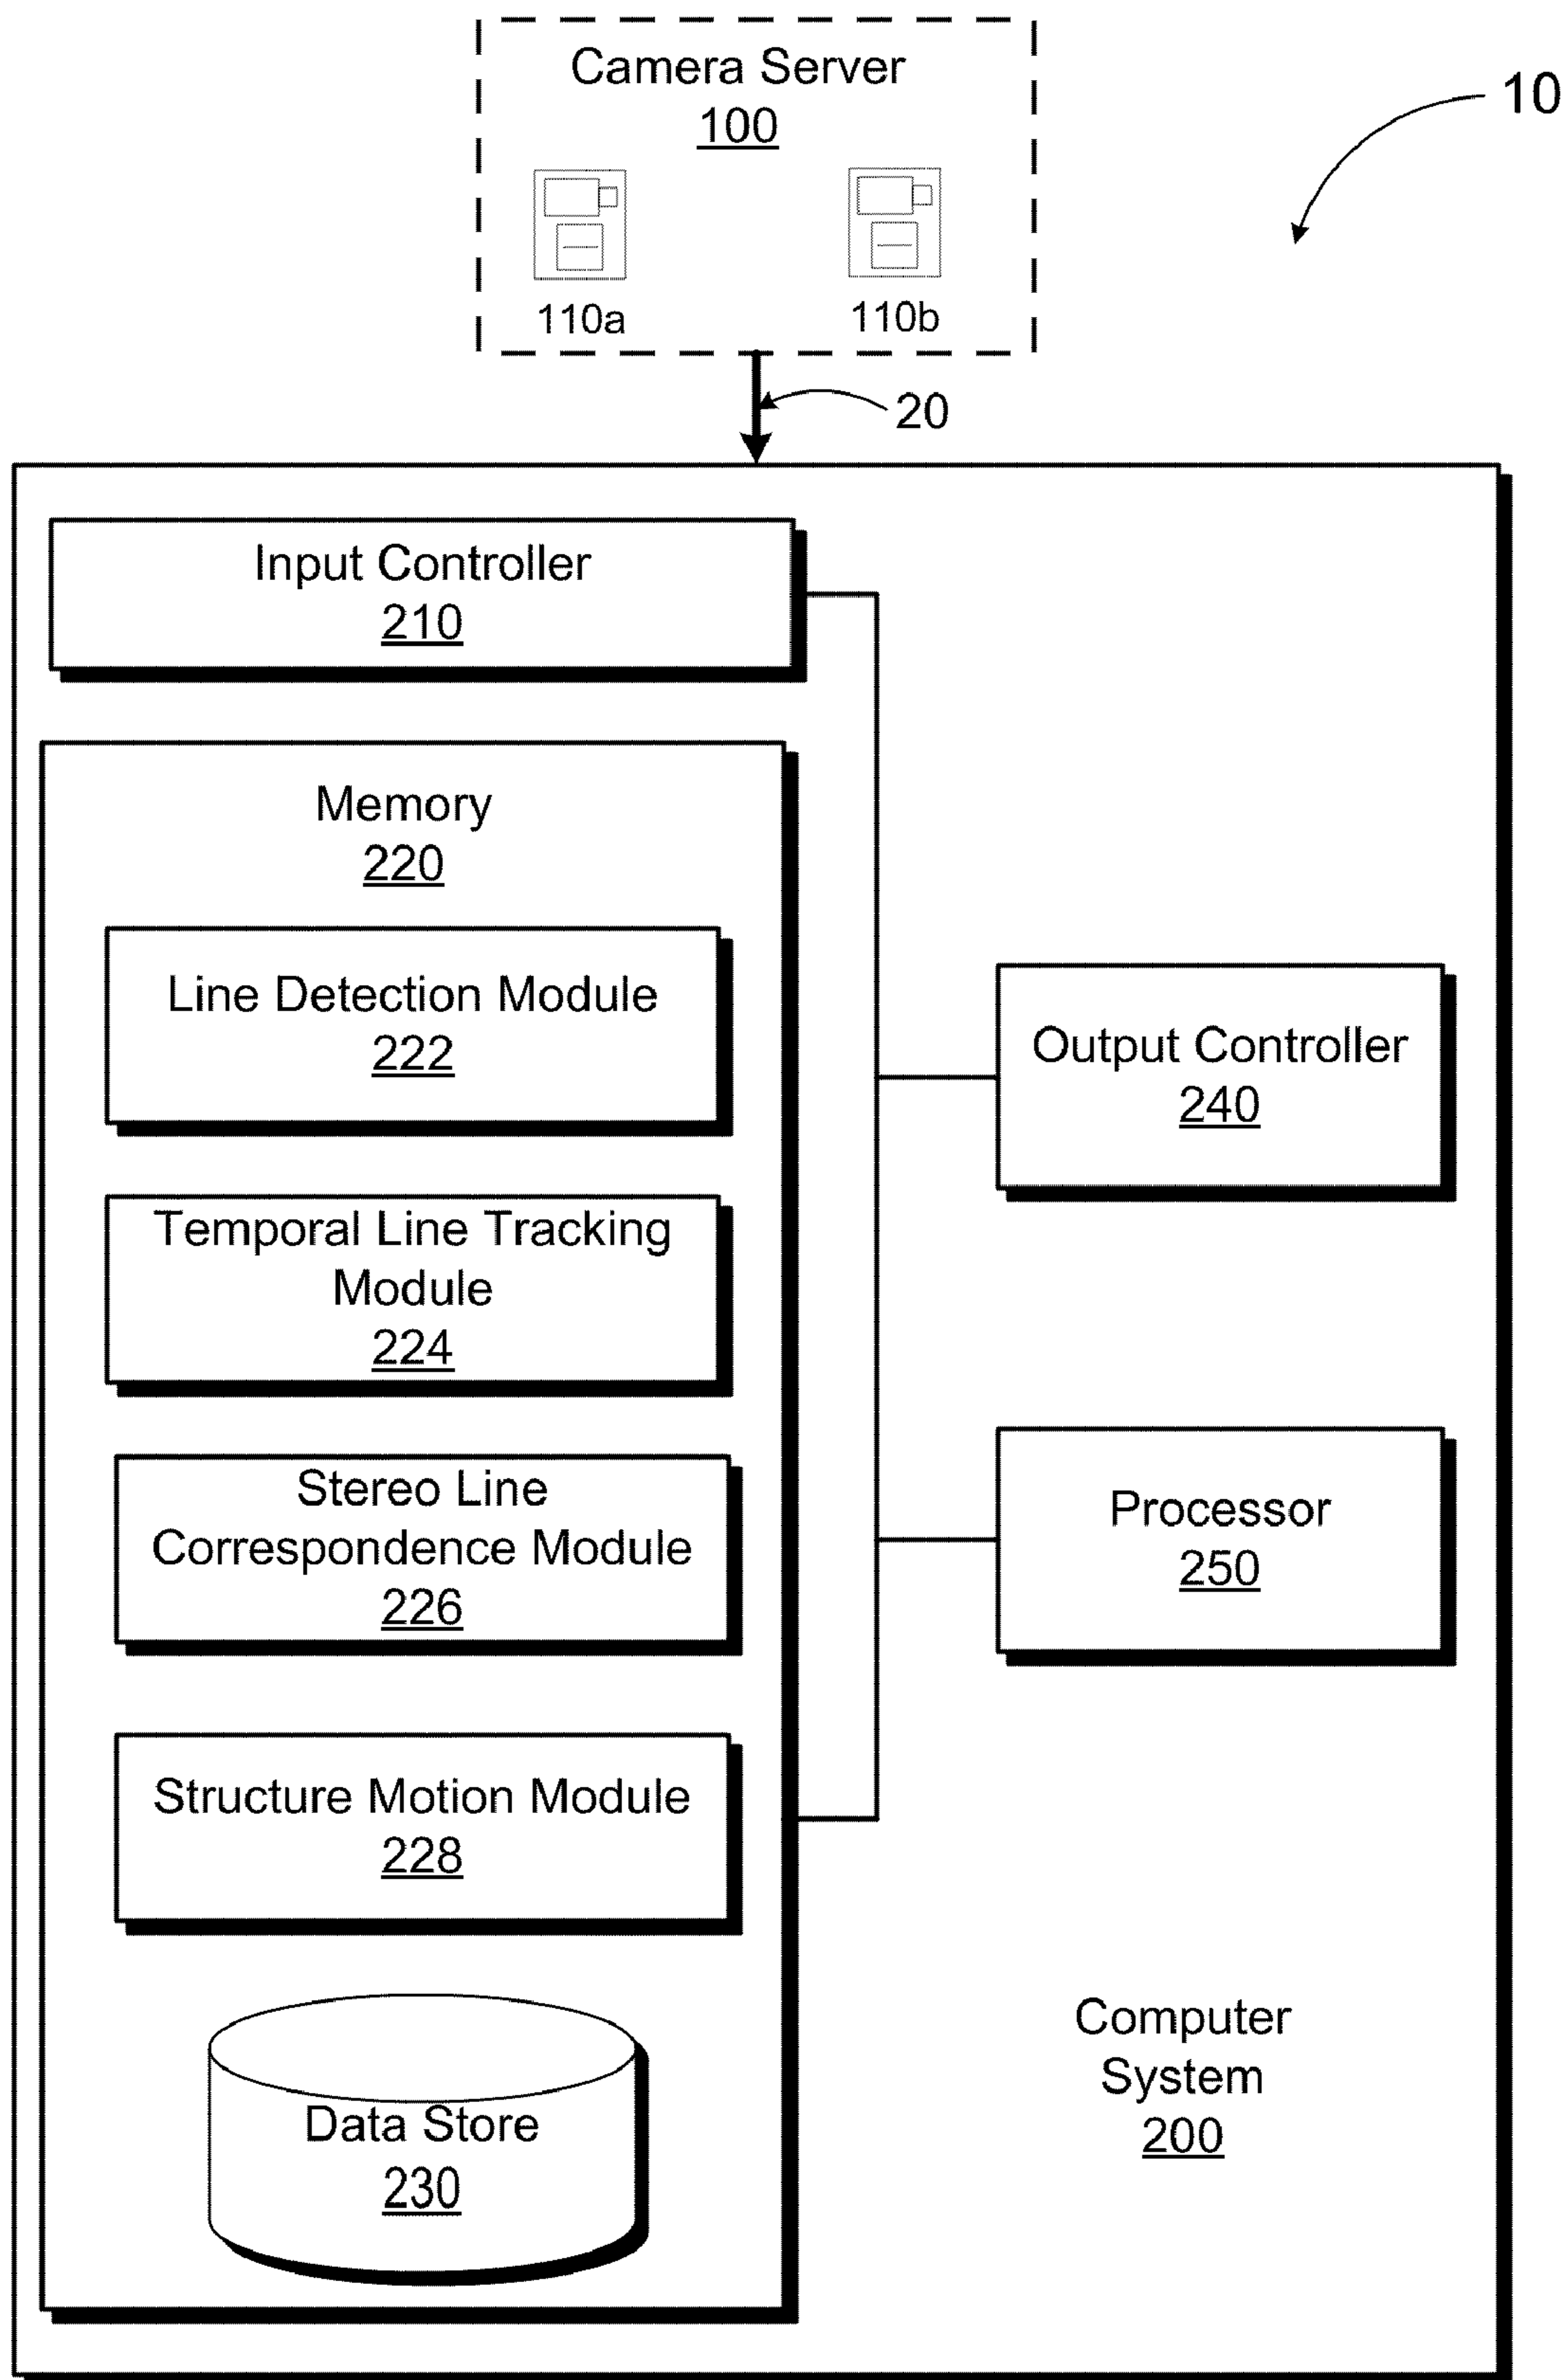 Camera Server
100
10
110a
110b
20
Input Controller
210
Memory
220
Line Detection Module
222
Temporal Line Tracking
Module
224
Stereo Line
Correspondence Module
226
Structure Motion Module
228
Data Store
230
Output Controller
240
Processor
250
Computer
System
200